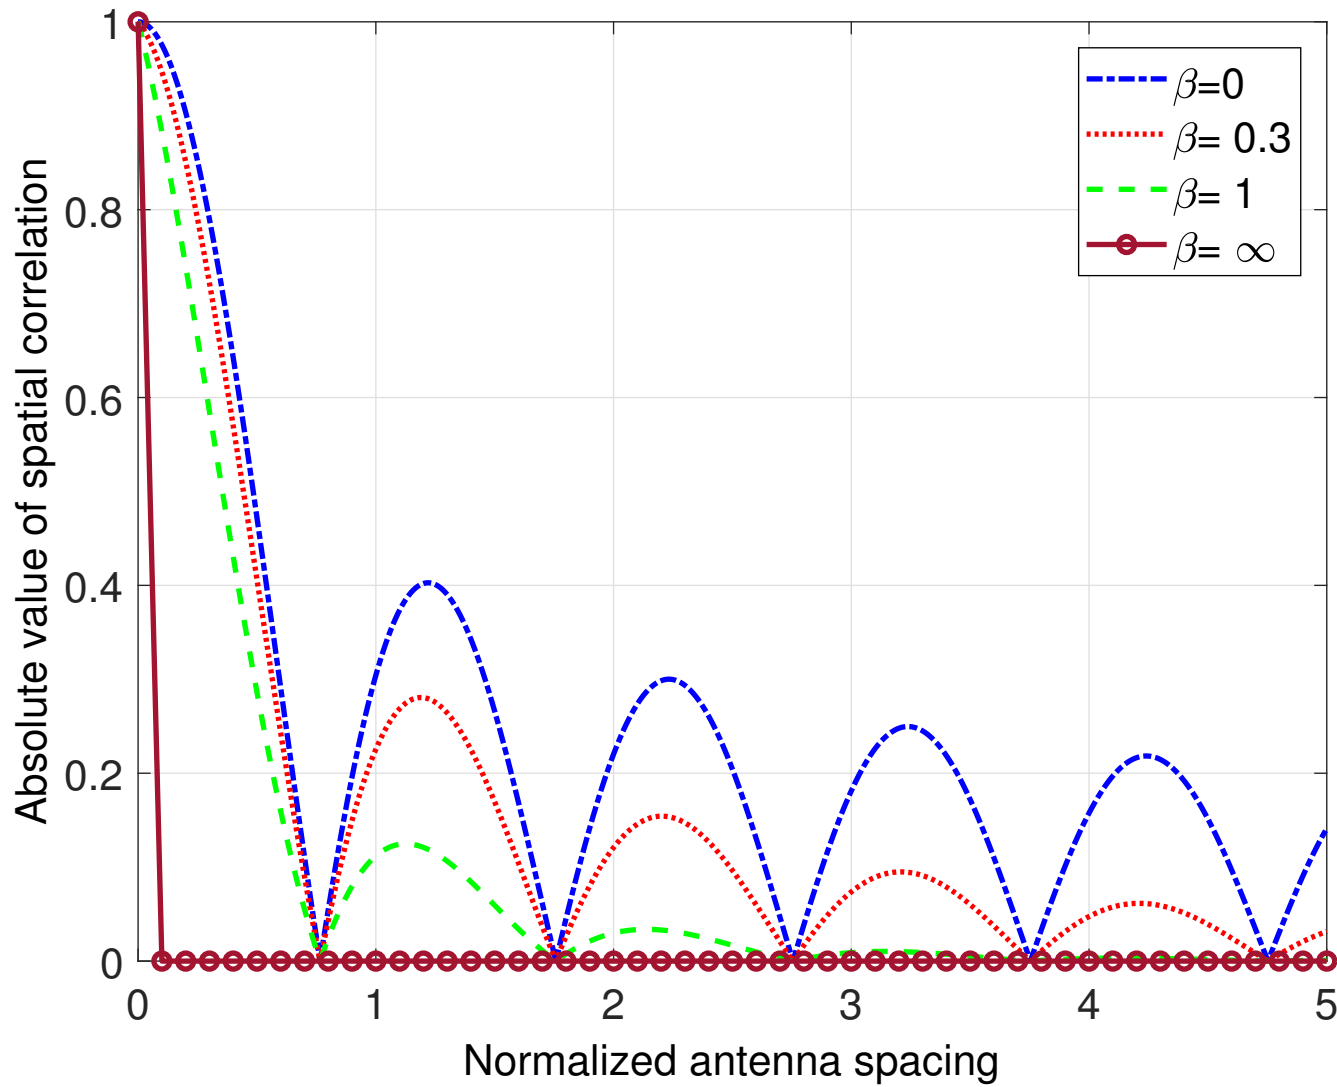 Absolute value of spatial correlation
1
0.8
0.6
0.4
0.2
0
0 1 2 3 4 5
Normalized antenna spacing
β=0
β= 0.3
β= 1
β= ∞